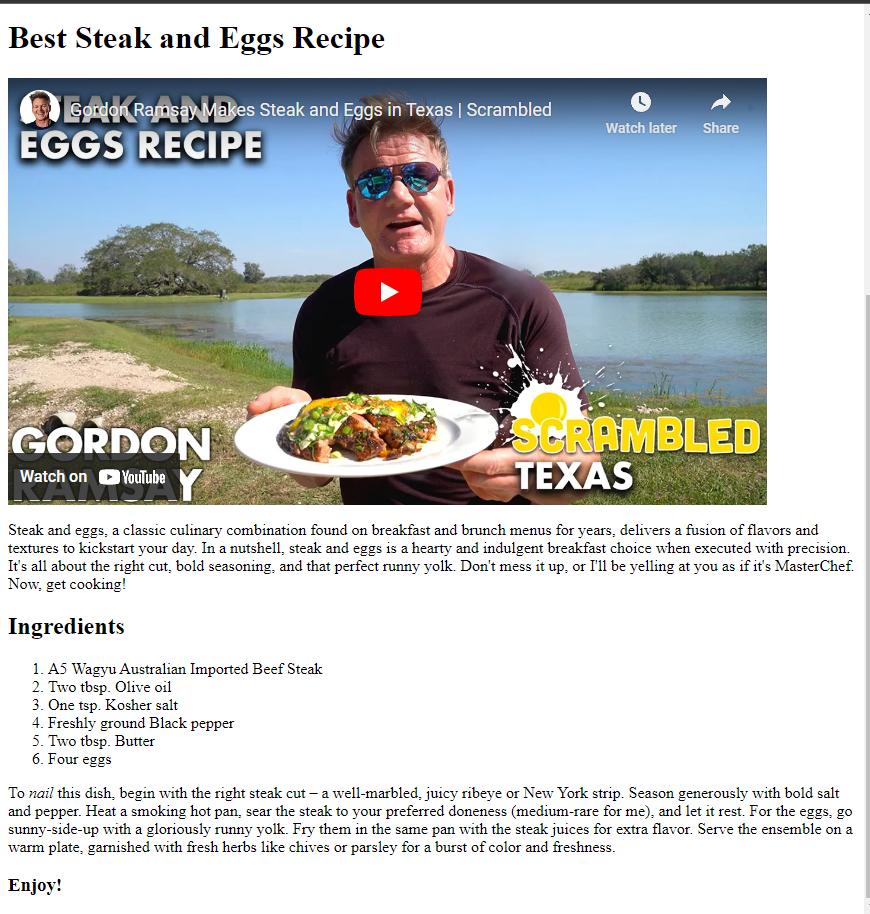 Best Steak and Eggs Recipe
STEAK AND
Gordon Ramsay Makes Steak and Eggs in Texas | Scrambled
Watch later
Share
EGGS RECIPE
GORDON
RAMSAY
Watch on YouTube
SCRAMBLED
TEXAS
Steak and eggs, a classic culinary combination found on breakfast and brunch menus for years, delivers a fusion of flavors and
textures to kickstart your day. In a nutshell, steak and eggs is a hearty and indulgent breakfast choice when executed with precision.
It's all about the right cut, bold seasoning, and that perfect runny yolk. Don't mess it up, or I'll be yelling at you as if it's MasterChef.
Now, get cooking!
Ingredients
1. A5 Wagyu Australian Imported Beef Steak
2. Two tbsp. Olive oil
3. One tsp. Kosher salt
4. Freshly ground Black pepper
5. Two tbsp. Butter
6. Four eggs
To nail this dish, begin with the right steak cut – a well-marbled, juicy ribeye or New York strip. Season generously with bold salt
and pepper. Heat a smoking hot pan, sear the steak to your preferred doneness (medium-rare for me), and let it rest. For the eggs, go
sunny-side-up with a gloriously runny yolk. Fry them in the same pan with the steak juices for extra flavor. Serve the ensemble on a
warm plate, garnished with fresh herbs like chives or parsley for a burst of color and freshness.
Enjoy!